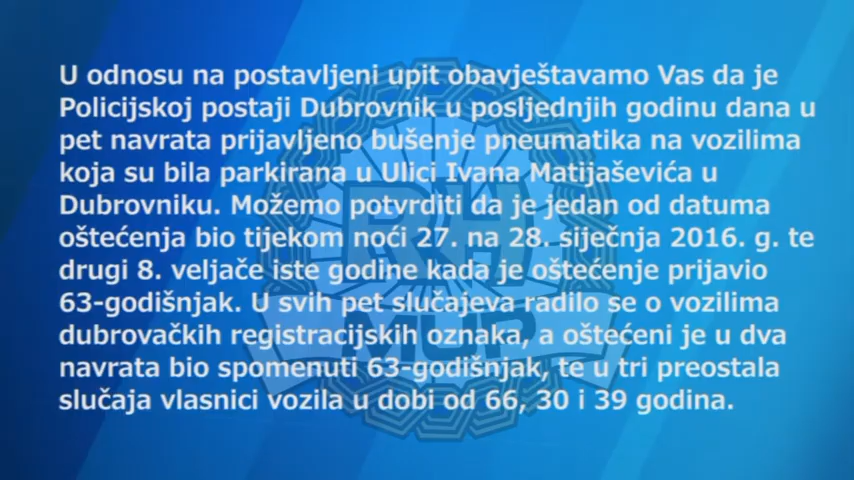 U odnosu na postavljeni upit obavještavamo Vas da je
Policijskoj postaji Dubrovnik u posljednjih godinu dana u
pet navrata prijavljeno bušenje pneumatika na vozilima
koja su bila parkirana u Ulici Ivana Matijaševića u
Dubrovniku. Možemo potvrditi da je jedan od datuma
oštećenja bio tijekom noći 27. na 28. siječnja 2016. g. te
drugi 8. veljače iste godine kada je oštećenje prijavio
63-godišnjak. U svih pet slučajeva radilo se o vozilima
dubrovačkih registracijskih oznaka, a oštećeni je u dva
navrata bio spomenuti 63-godišnjak, te u tri preostala
slučaja vlasnici vozila u dobi od 66, 30 i 39 godina.
RH
MUP